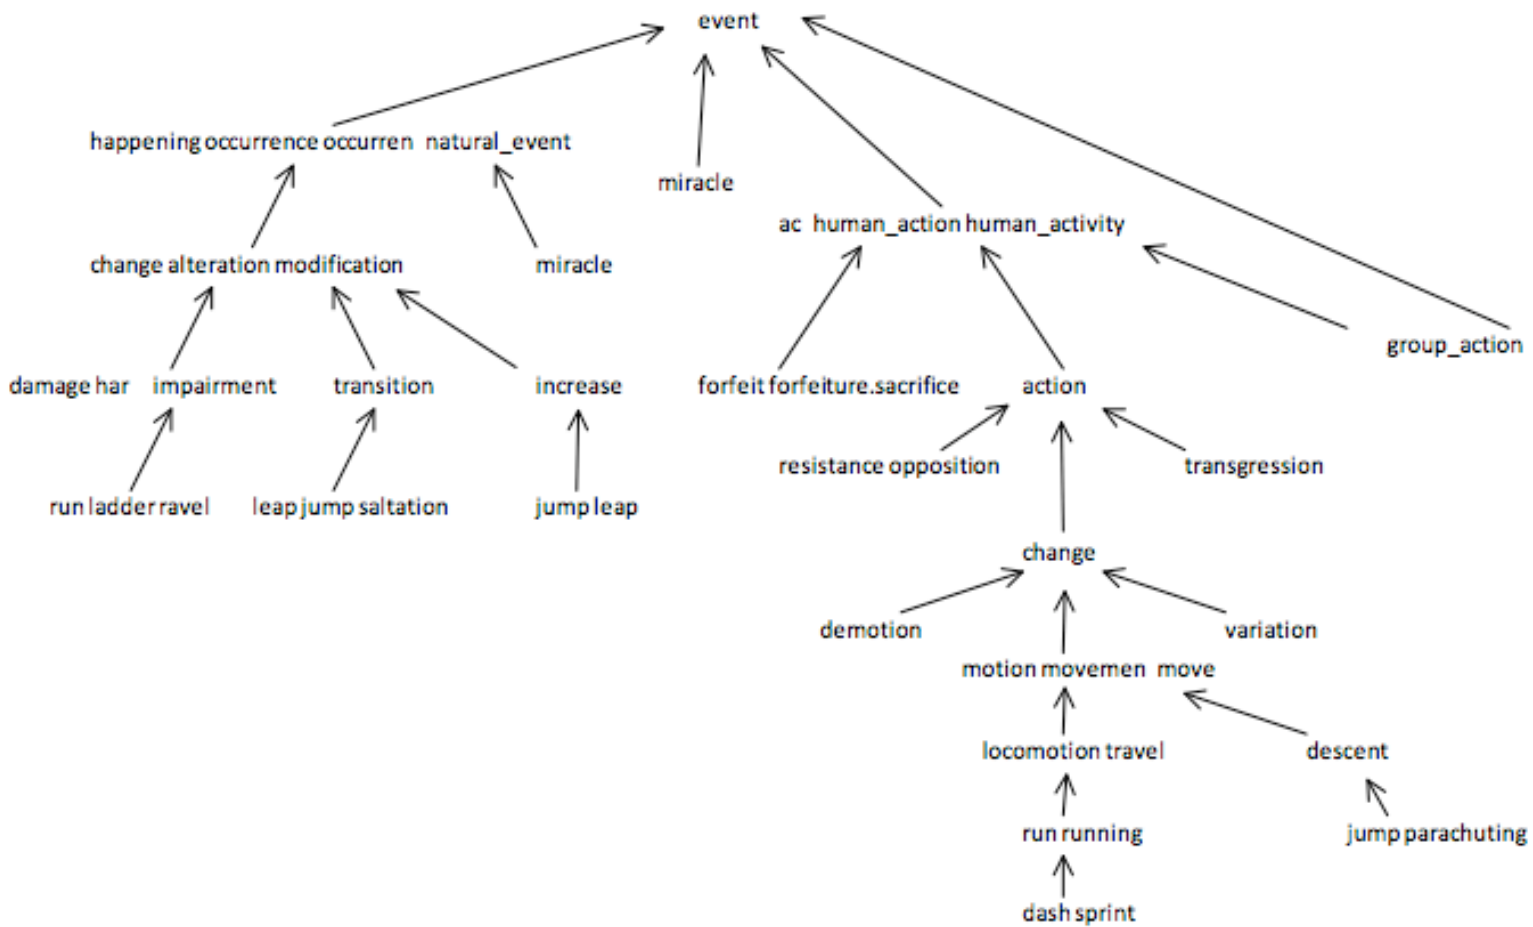 event
happening occurrence occurren natural_event
miracle
ac human_action human_activity
change alteration modification
miracle
group_action
damage har impairment
transition
increase
forfeit forfeiture.sacrifice
action
resistance opposition
transgression
run ladder ravel
leap jump saltation
jump leap
change
demotion
variation
motion movemen move
locomotion travel
descent
run running
jump parachuting
dash sprint